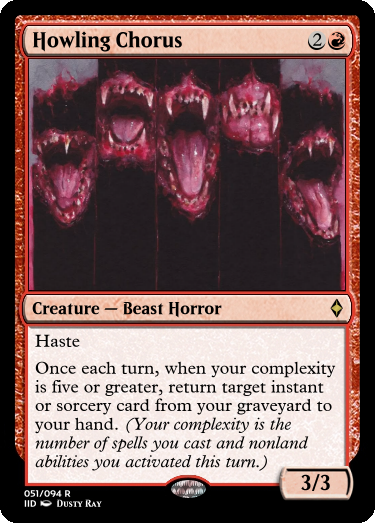 Howling Chorus 2
Creature — Beast Horror
Haste
Once each turn, when your complexity
is five or greater, return target instant
or sorcery card from your graveyard to
your hand. (Your complexity is the
number of spells you cast and nonland
abilities you activated this turn.)
3/3
051/094 R
IID Dusty Ray